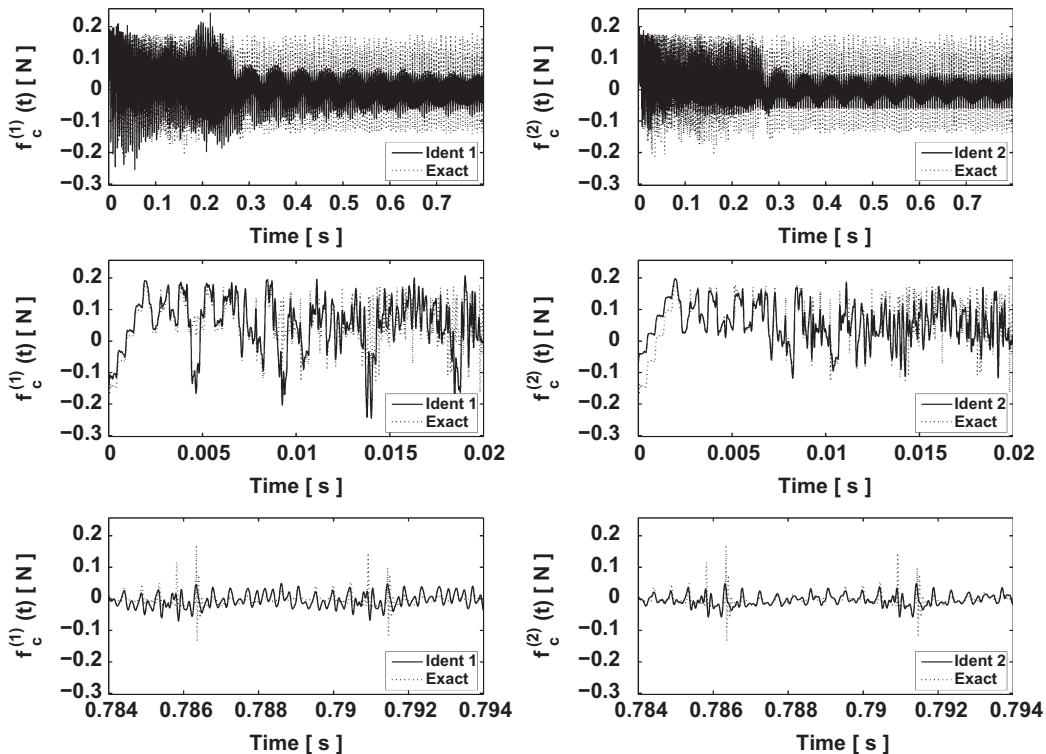 f_c^(1) (t) [ N ]
0.2
0.1
0
−0.1
−0.2
−0.3
0 0.1 0.2 0.3 0.4 0.5 0.6 0.7
Time [ s ]
Ident 1
Exact
f_c^(2) (t) [ N ]
0.2
0.1
0
−0.1
−0.2
−0.3
0 0.1 0.2 0.3 0.4 0.5 0.6 0.7
Time [ s ]
Ident 2
Exact
f_c^(1) (t) [ N ]
0.2
0.1
0
−0.1
−0.2
−0.3
0 0.005 0.01 0.015 0.02
Time [ s ]
Ident 1
Exact
f_c^(2) (t) [ N ]
0.2
0.1
0
−0.1
−0.2
−0.3
0 0.005 0.01 0.015 0.02
Time [ s ]
Ident 2
Exact
f_c^(1) (t) [ N ]
0.2
0.1
0
−0.1
−0.2
−0.3
0.784 0.786 0.788 0.79 0.792 0.794
Time [ s ]
Ident 1
Exact
f_c^(2) (t) [ N ]
0.2
0.1
0
−0.1
−0.2
−0.3
0.784 0.786 0.788 0.79 0.792 0.794
Time [ s ]
Ident 2
Exact